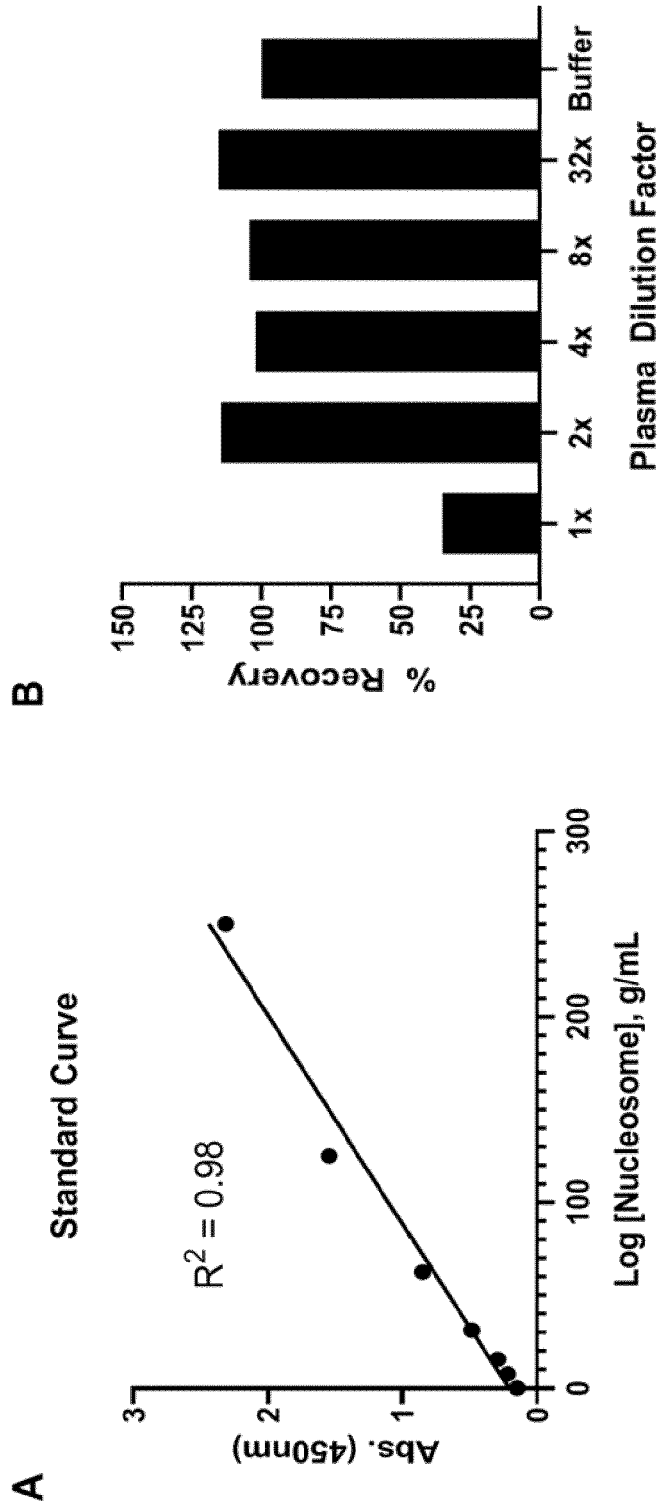 A
Standard Curve
R² = 0.98
Abs. (450nm)
3
2
1
0
0 100 200 300
Log [Nucleosome], g/mL
B
% Recovery
150
125
100
75
50
25
0
1x 2x 4x 8x 32x Buffer
Plasma Dilution Factor